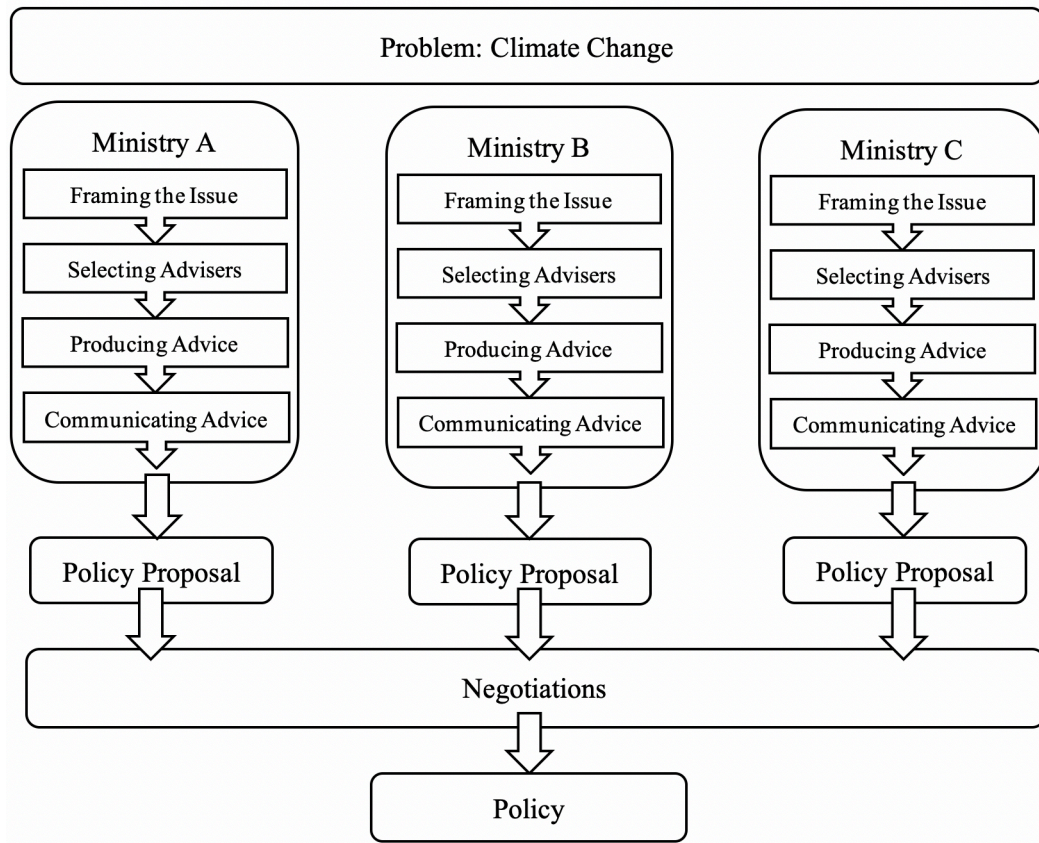 Problem: Climate Change
Ministry A
Framing the Issue
Selecting Advisers
Producing Advice
Communicating Advice
Policy Proposal
Ministry B
Framing the Issue
Selecting Advisers
Producing Advice
Communicating Advice
Policy Proposal
Ministry C
Framing the Issue
Selecting Advisers
Producing Advice
Communicating Advice
Policy Proposal
Negotiations
Policy